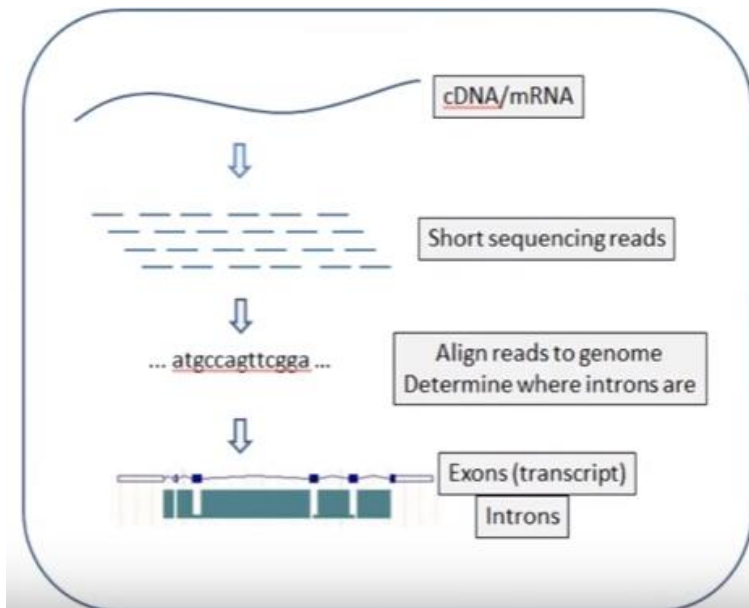 cDNA/mRNA
Short sequencing reads
... atgccagttcgga ...
Align reads to genome
Determine where introns are
Exons (transcript)
Introns